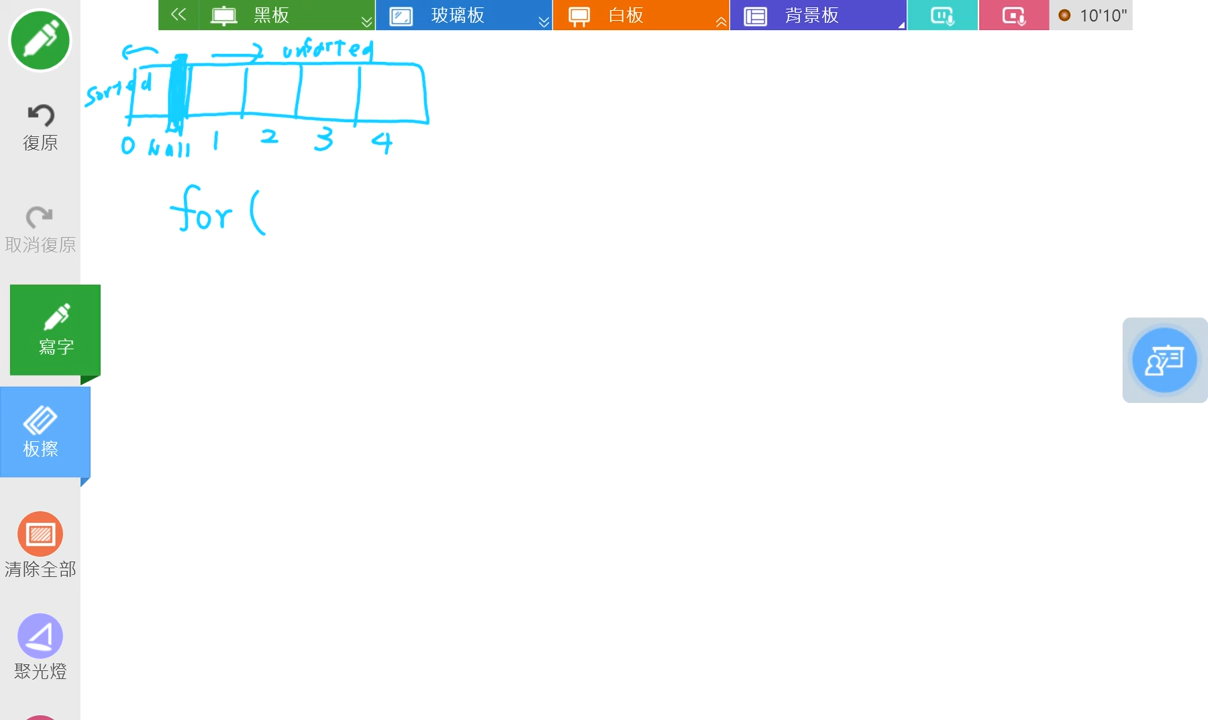 黑板 玻璃板 白板 背景板 10'10"
復原
取消復原
寫字
板擦
清除全部
聚光燈
unsorted
sorted
0 wall 1 2 3 4
for (